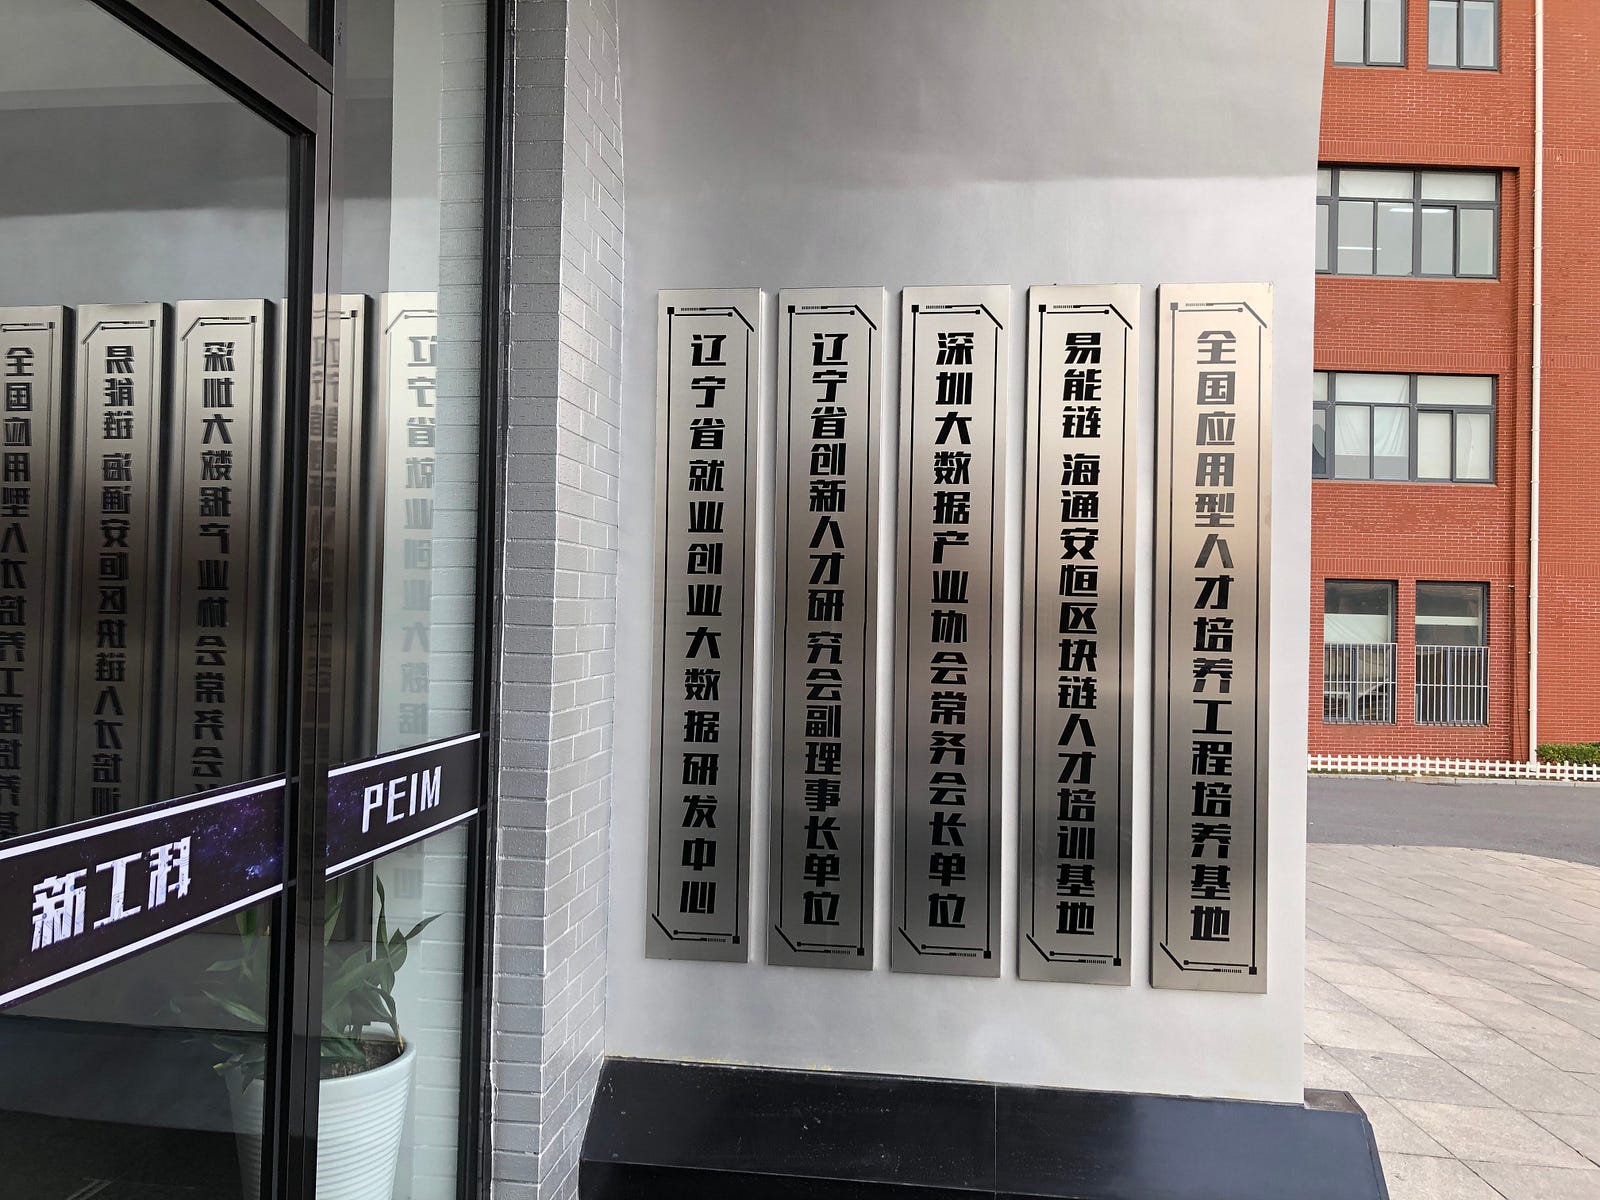 辽宁省就业创业大数据研发中心
辽宁省创新人才研究会副理事长单位
深圳大数据产业协会常务会长单位
易能链 海通安恒区块链人才培训基地
全国应用型人才培养工程培养基地
新工科
PEIM